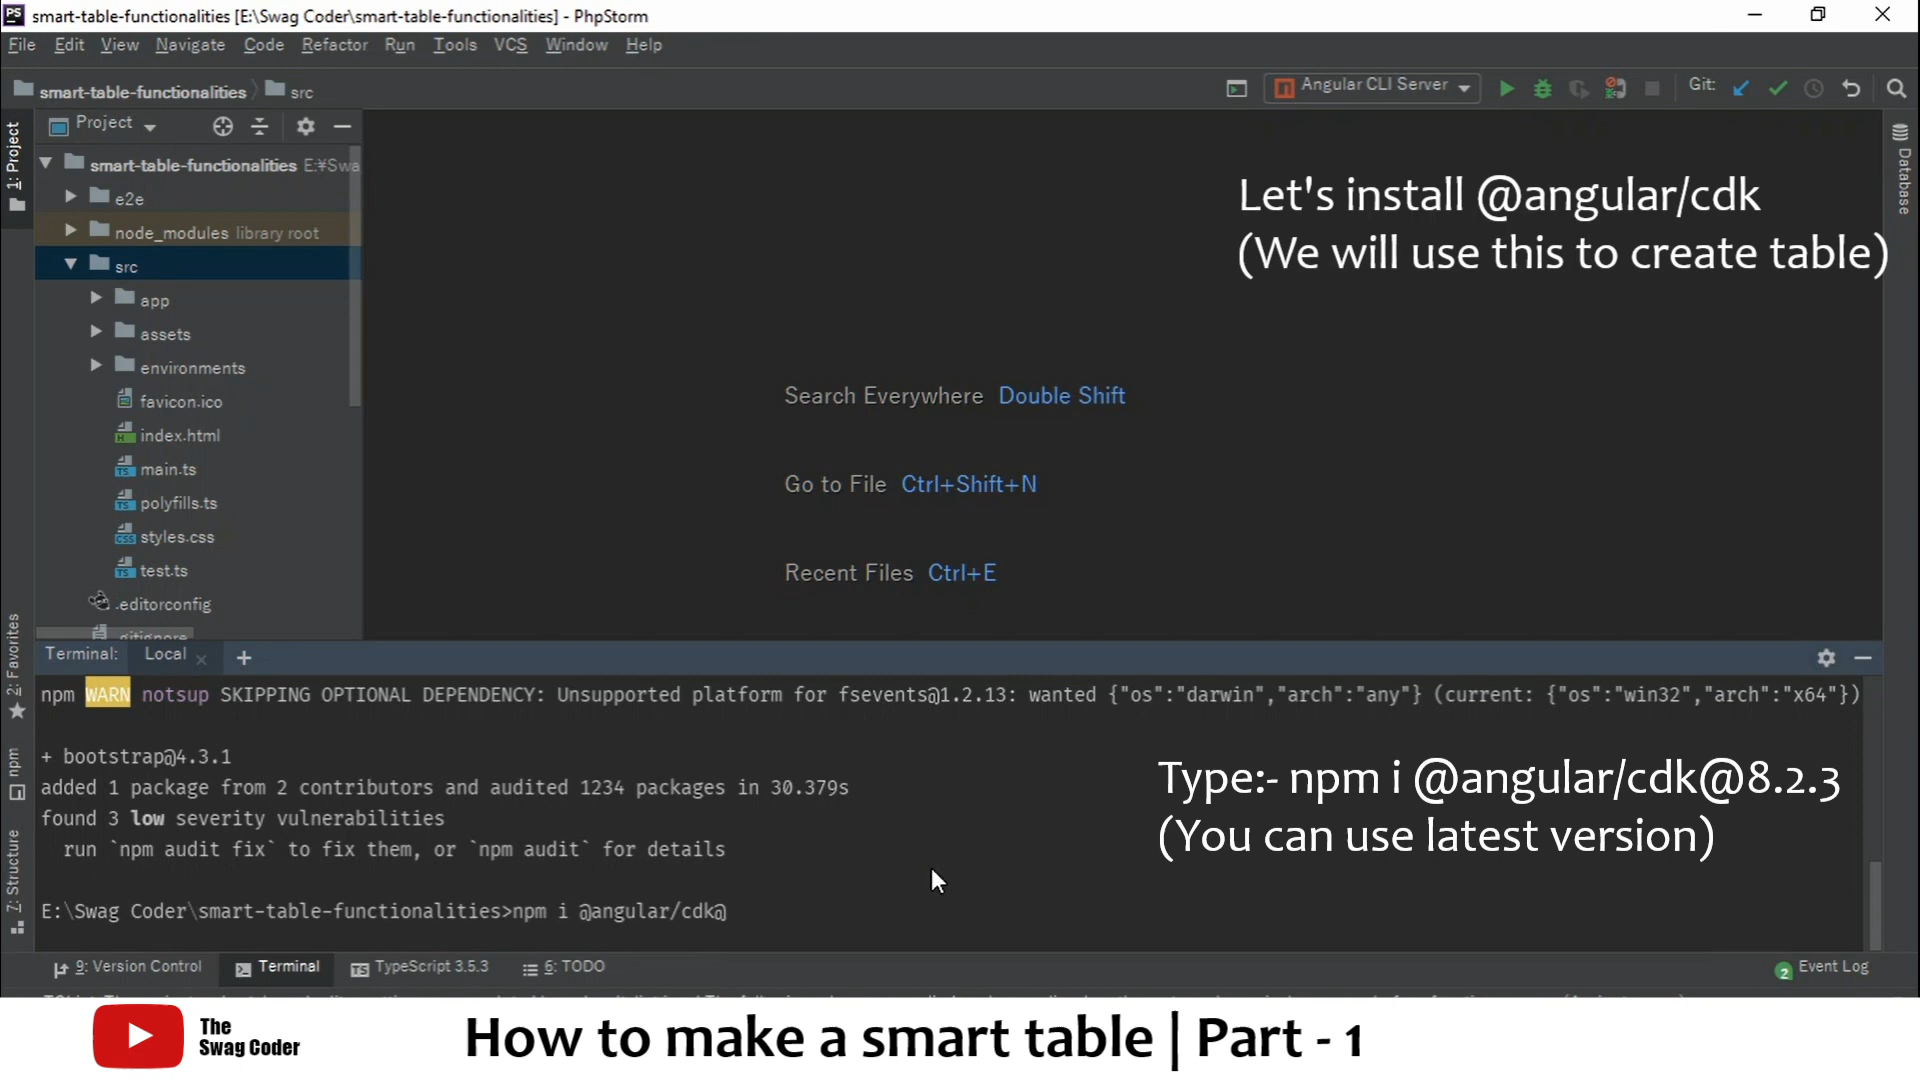 PS smart-table-functionalities [E:\Swag Coder\smart-table-functionalities] - PhpStorm
File Edit View Navigate Code Refactor Run Tools VCS Window Help
smart-table-functionalities src Angular CLI Server Git:
Project
smart-table-functionalities E:¥Swa
e2e
node_modules library root
src
app
assets
environments
favicon.ico
index.html
main.ts
polyfills.ts
styles.css
test.ts
.editorconfig
.gitignore
1: Project
2: Favorites
npm
7: Structure
Database
Let's install @angular/cdk
(We will use this to create table)
Search Everywhere Double Shift
Go to File Ctrl+Shift+N
Recent Files Ctrl+E
Terminal: Local
npm WARN notsup SKIPPING OPTIONAL DEPENDENCY: Unsupported platform for fsevents@1.2.13: wanted {"os":"darwin","arch":"any"} (current: {"os":"win32","arch":"x64"})
+ bootstrap@4.3.1
added 1 package from 2 contributors and audited 1234 packages in 30.379s
found 3 low severity vulnerabilities
run `npm audit fix` to fix them, or `npm audit` for details
E:\Swag Coder\smart-table-functionalities>npm i @angular/cdk@
Type:- npm i @angular/cdk@8.2.3
(You can use latest version)
9: Version Control Terminal TypeScript 3.5.3 6: TODO 2 Event Log
The
Swag Coder
How to make a smart table | Part - 1